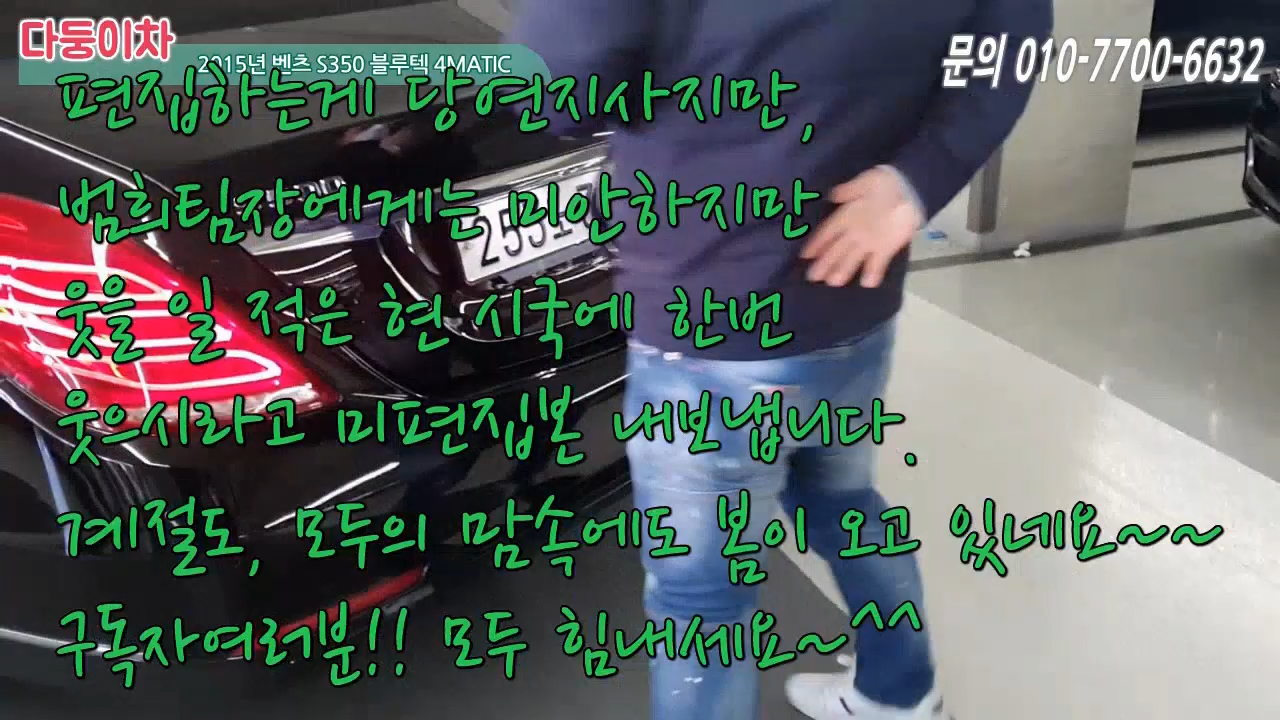 다둥이차
2015년 벤츠 S350 블루텍 4MATIC
문의 010-7700-6632
편집하는게 당연지사지만,
범희팀장에게는 미안하지만
웃을 일 적은 현 시국에 한번
웃으시라고 미편집본 내보냅니다.
계절도, 모두의 맘속에도 봄이 오고 있네요~~
구독자여러분!! 모두 힘내세요~^^